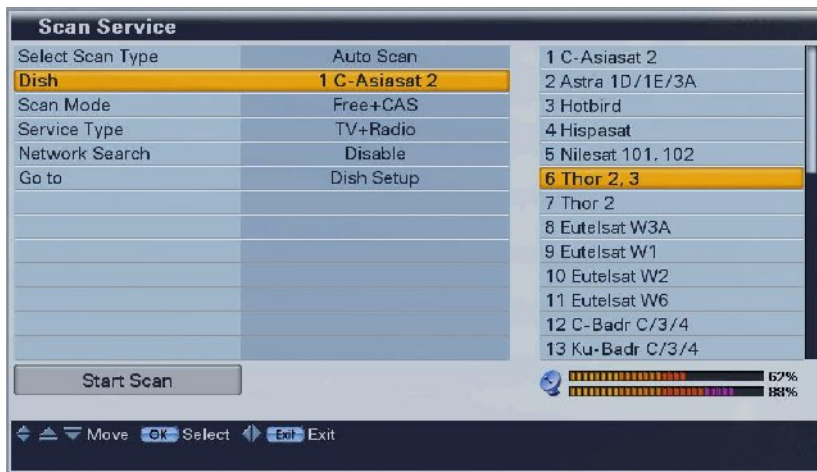 Scan Service
Select Scan Type Auto Scan
Dish 1 C-Asiasat 2
Scan Mode Free+CAS
Service Type TV+Radio
Network Search Disable
Go to Dish Setup
1 C-Asiasat 2
2 Astra 1D/1E/3A
3 Hotbird
4 Hispasat
5 Nilesat 101, 102
6 Thor 2, 3
7 Thor 2
8 Eutelsat W3A
9 Eutelsat W1
10 Eutelsat W2
11 Eutelsat W6
12 C-Badr C/3/4
13 Ku-Badr C/3/4
Start Scan
62%
88%
Move OK Select Exit Exit